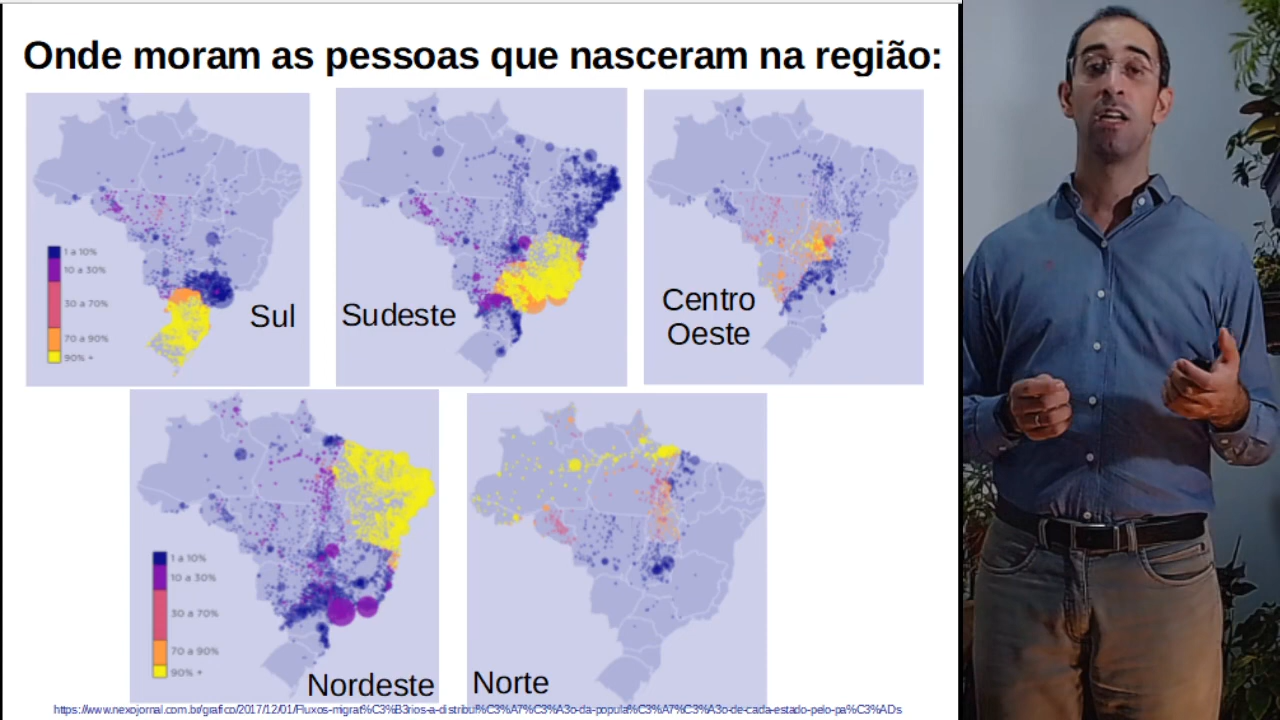 Onde moram as pessoas que nasceram na região:
1 a 10%
10 a 30%
30 a 70%
70 a 90%
90% +
Sul
Sudeste
Centro
Oeste
1 a 10%
10 a 30%
30 a 70%
70 a 90%
90% +
Nordeste
Norte
https://www.nexojornal.com.br/grafico/2017/12/01/Fluxos-migrat%C3%B3rios-a-distribui%C3%A7%C3%A3o-da-popula%C3%A7%C3%A3o-de-cada-estado-pelo-pa%C3%ADs